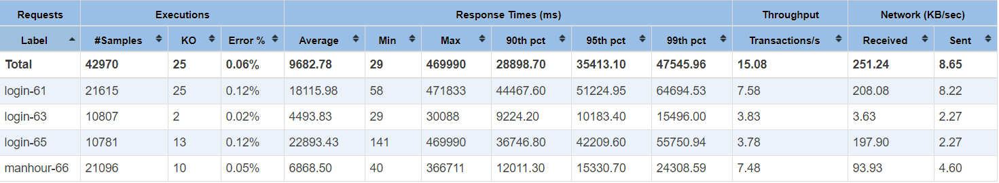 Requests Executions Response Times (ms) Throughput Network (KB/sec)
Label #Samples KO Error % Average Min Max 90th pct 95th pct 99th pct Transactions/s Received Sent
Total 42970 25 0.06% 9682.78 29 469990 28898.70 35413.10 47545.96 15.08 251.24 8.65
login-61 21615 25 0.12% 18115.98 58 471833 44467.60 51224.95 64694.53 7.58 208.08 8.22
login-63 10807 2 0.02% 4493.83 29 30088 9224.20 10183.40 15496.00 3.83 3.63 2.27
login-65 10781 13 0.12% 22893.43 141 469990 36746.80 42209.60 55750.94 3.78 197.90 2.27
manhour-66 21096 10 0.05% 6868.50 40 366711 12011.30 15330.70 24308.59 7.48 93.93 4.60